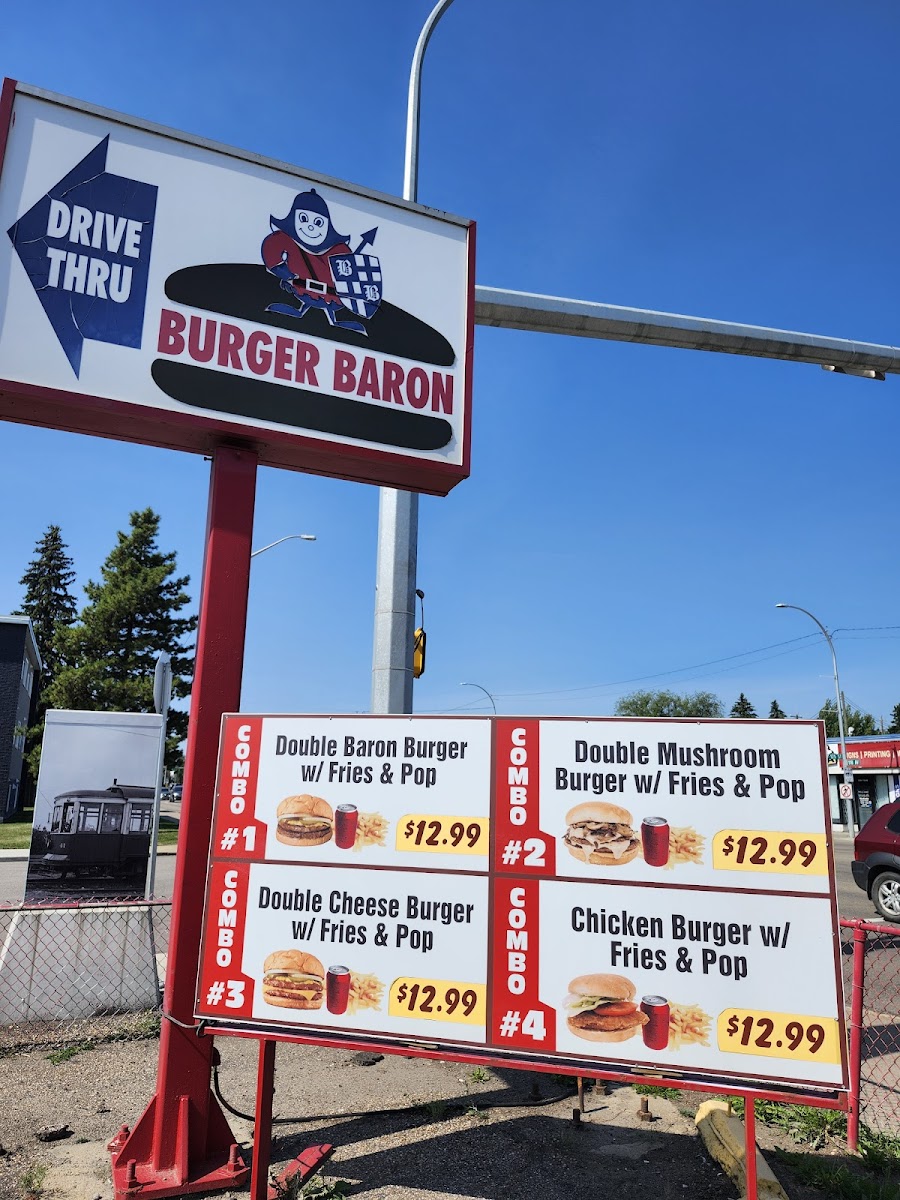 DRIVE
THRU
B
B
BURGER BARON
COMBO
#1
Double Baron Burger
w/ Fries & Pop
$12.99
COMBO
#2
Double Mushroom
Burger w/ Fries & Pop
$12.99
COMBO
#3
Double Cheese Burger
w/ Fries & Pop
$12.99
COMBO
#4
Chicken Burger w/
Fries & Pop
$12.99
41
SIGNS | PRINTING